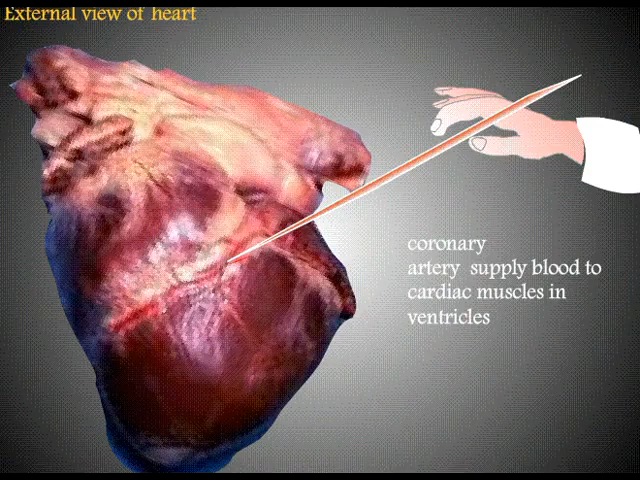 External view of heart
coronary
artery supply blood to
cardiac muscles in
ventricles